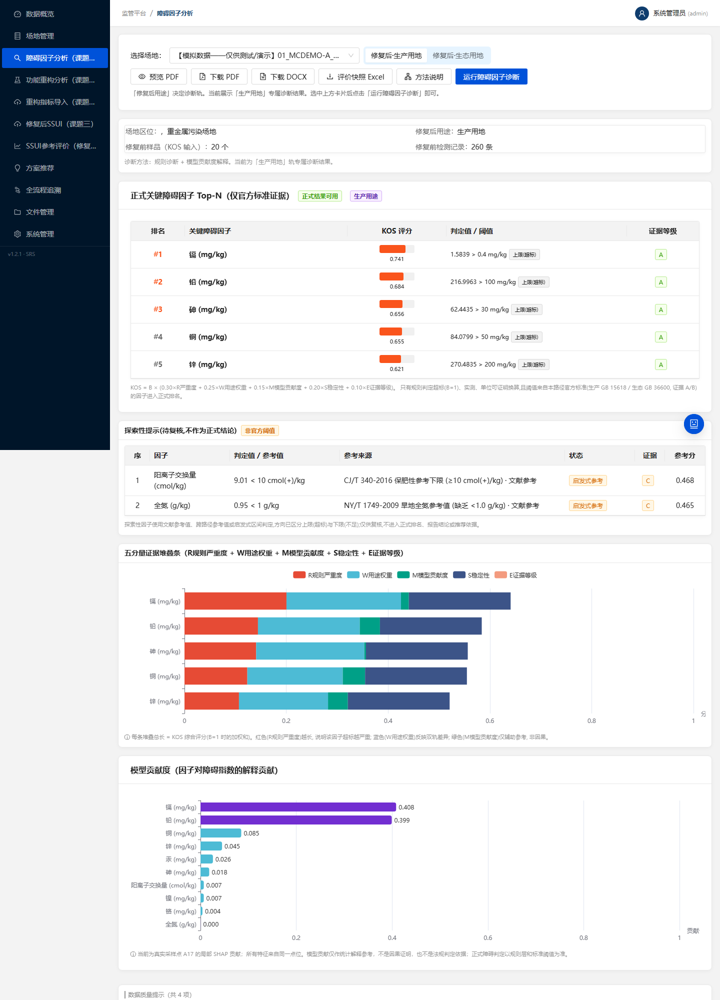 数据概览
场地管理
障碍因子分析（课题...
功能重构分析（课题...
重构指标导入（课题...
修复后SSUI（课题三）
SSUI参考评价（修复...
方案推荐
全流程追溯
文件管理
系统管理
v1.2.1 · SRS
监管平台 / 障碍因子分析
系统管理员 (admin)
选择场地： 【模拟数据——仅供测试/演示】01_MCDEMO-A_... 修复后·生产用地 修复后·生态用地
预览 PDF 下载 PDF 下载 DOCX 评价快照 Excel 方法说明 运行障碍因子诊断
「修复后用途」决定诊断轨。当前展示「生产用地」专属诊断结果。选中上方卡片后点击「运行障碍因子诊断」即可。
场地区位：，重金属污染场地 修复后用途：生产用地
修复前样品（KOS 输入）：20 个 修复前检测记录：260 条
诊断方法：规则诊断 + 模型贡献度解释。当前为「生产用地」轨专属诊断结果。
正式关键障碍因子 Top-N（仅官方标准证据） 正式结果可用 生产用途
排名 关键障碍因子 KOS 评分 判定值 / 阈值 证据等级
#1 镉 (mg/kg) 0.741 1.5839 > 0.4 mg/kg 上限(超标) A
#2 铅 (mg/kg) 0.684 216.9963 > 100 mg/kg 上限(超标) A
#3 砷 (mg/kg) 0.656 62.4435 > 30 mg/kg 上限(超标) A
#4 铜 (mg/kg) 0.655 84.0799 > 50 mg/kg 上限(超标) A
#5 锌 (mg/kg) 0.621 270.4835 > 200 mg/kg 上限(超标) A
KOS = B × (0.30×R严重度 + 0.25×W用途权重 + 0.15×M模型贡献度 + 0.20×S稳定性 + 0.10×E证据等级)。 只有规则判定超标(B=1)、实测、单位可证明换算,且阈值来自本路径官方标准(生产 GB 15618 / 生态 GB 36600, 证据 A/B)
的因子进入正式排名。
探索性提示(待复核,不作为正式结论) 非官方阈值
序 因子 判定值 / 参考值 参考来源 状态 证据 参考分
1 阳离子交换量 (cmol/kg) 9.01 < 10 cmol(+)/kg CJ/T 340-2016 保肥性参考下限 (≥10 cmol(+)/kg) · 文献参考 启发式参考 C 0.468
2 全氮 (g/kg) 0.95 < 1 g/kg NY/T 1749-2009 旱地全氮参考值 (缺乏 <1.0 g/kg) · 文献参考 启发式参考 C 0.465
探索性因子使用文献参考值、跨路径参考值或启发式区间判定,方向已区分上限(超标)与下限(不足);仅供复核,不进入正式排名、报告结论或推荐依据。
五分量证据堆叠条（R规则严重度 + W用途权重 + M模型贡献度 + S稳定性 + E证据等级）
R规则严重度 W用途权重 M模型贡献度 S稳定性 E证据等级
镉 (mg/kg)
铅 (mg/kg)
砷 (mg/kg)
铜 (mg/kg)
锌 (mg/kg)
分
0 0.2 0.4 0.6 0.8 1
每条堆叠总长 = KOS 综合评分(B=1 时的加权和)。红色(R规则严重度)越长, 说明该因子超标越严重; 蓝色(W用途权重)反映双轨差异; 绿色(M模型贡献度)仅辅助参考, 非因果。
模型贡献度（因子对障碍指数的解释贡献）
镉 (mg/kg) 0.408
铅 (mg/kg) 0.399
铜 (mg/kg) 0.085
锌 (mg/kg) 0.045
汞 (mg/kg) 0.026
砷 (mg/kg) 0.018
阳离子交换量 (cmol/kg) 0.007
镍 (mg/kg) 0.007
铬 (mg/kg) 0.004
全氮 (g/kg) 0.000
贡献
0 0.2 0.4 0.6 0.8 1
当前为真实采样点 A17 的局部 SHAP 贡献；所有特征来自同一点位。模型贡献仅作统计解释参考，不是因果证明，也不是法规判定依据；正式障碍判定以规则层和标准阈值为准。
数据质量提示（共 4 项）